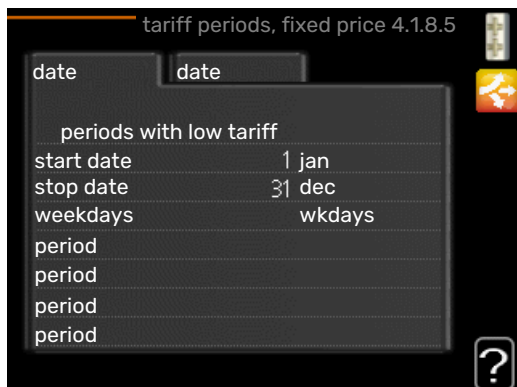 tariff periods, fixed price 4.1.8.5
date date
periods with low tariff
start date 1 jan
stop date 31 dec
weekdays wkdays
period
period
period
period
?